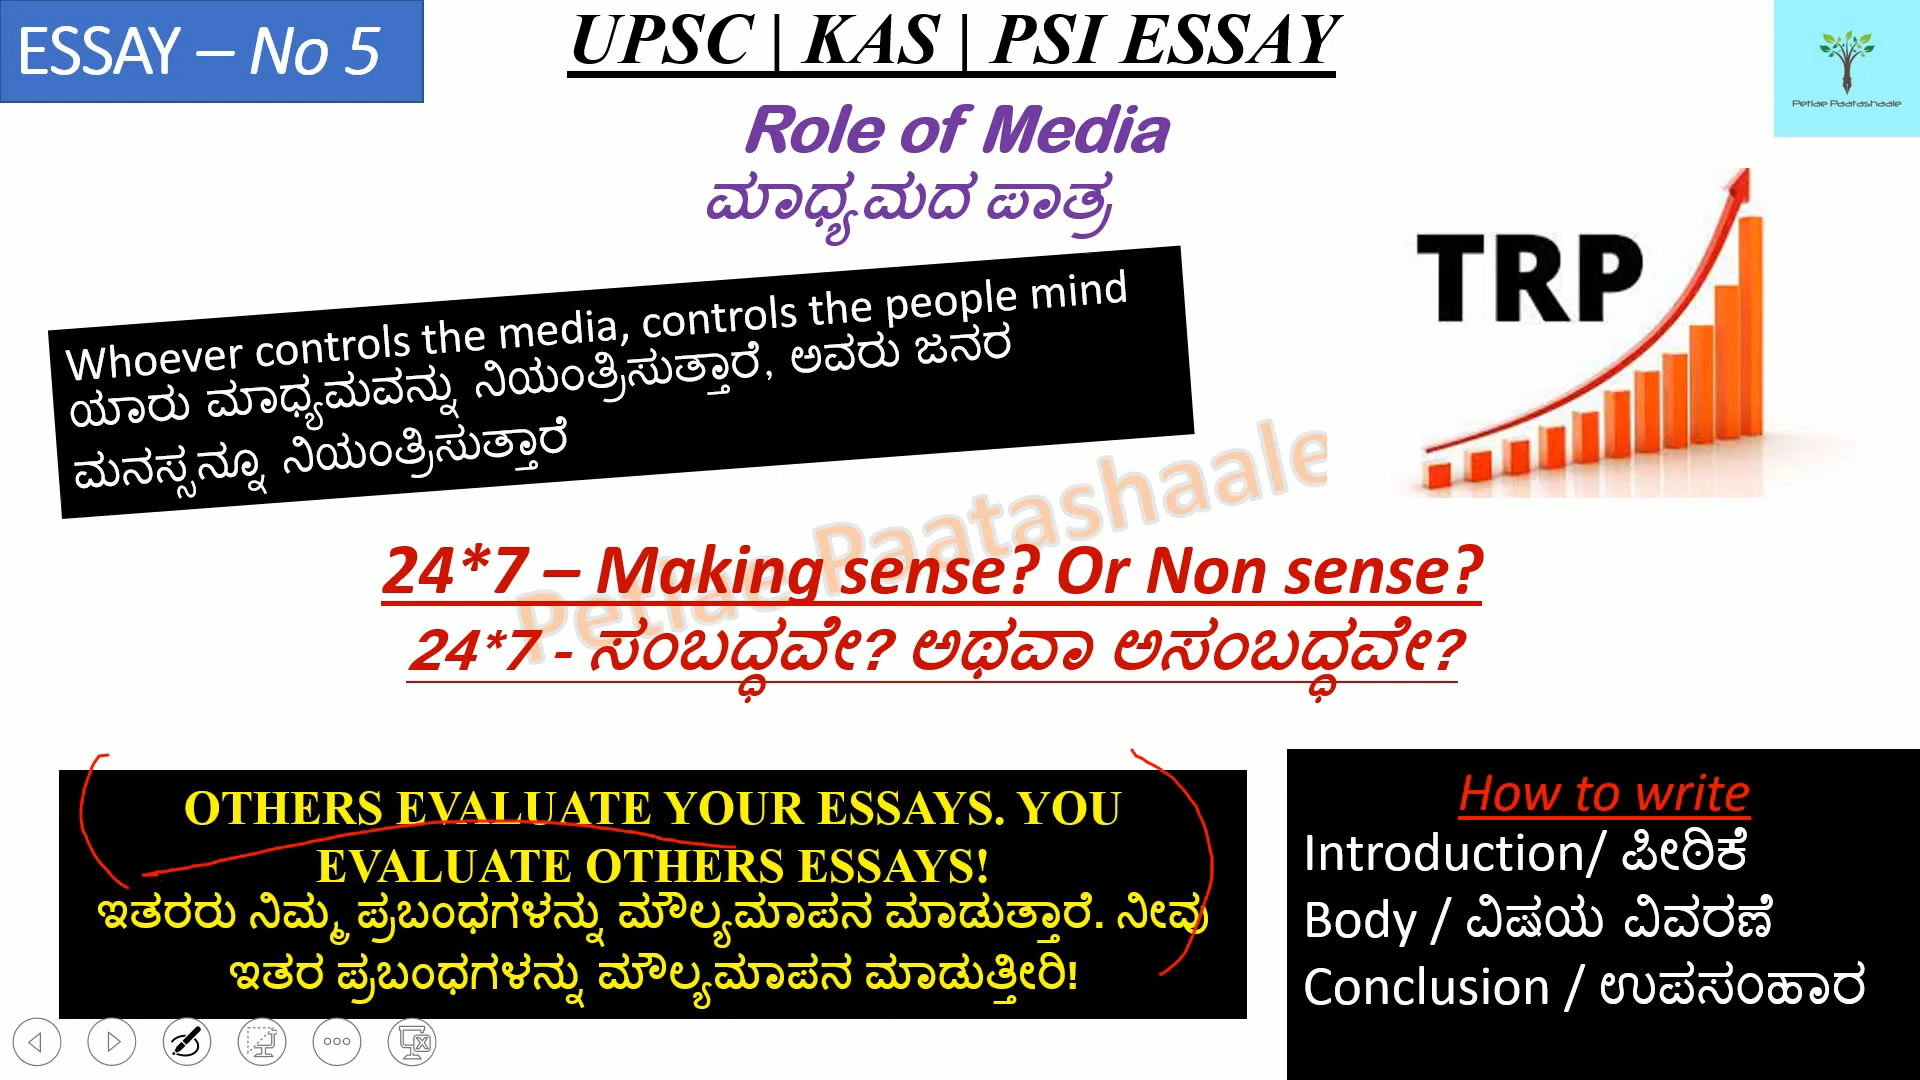 ESSAY – No 5
UPSC | KAS | PSI ESSAY
Petlae Paatashaale
Role of Media
ಮಾಧ್ಯಮದ ಪಾತ್ರ
TRP
Whoever controls the media, controls the people mind
ಯಾರು ಮಾಧ್ಯಮವನ್ನು ನಿಯಂತ್ರಿಸುತ್ತಾರೆ, ಅವರು ಜನರ
ಮನಸ್ಸನ್ನೂ ನಿಯಂತ್ರಿಸುತ್ತಾರೆ
Petlae Paatashaale
24*7 – Making sense? Or Non sense?
24*7 - ಸಂಬದ್ಧವೇ? ಅಥವಾ ಅಸಂಬದ್ಧವೇ?
OTHERS EVALUATE YOUR ESSAYS. YOU
EVALUATE OTHERS ESSAYS!
ಇತರರು ನಿಮ್ಮ ಪ್ರಬಂಧಗಳನ್ನು ಮೌಲ್ಯಮಾಪನ ಮಾಡುತ್ತಾರೆ. ನೀವು
ಇತರ ಪ್ರಬಂಧಗಳನ್ನು ಮೌಲ್ಯಮಾಪನ ಮಾಡುತ್ತೀರಿ!
How to write
Introduction/ ಪೀಠಿಕೆ
Body / ವಿಷಯ ವಿವರಣೆ
Conclusion / ಉಪಸಂಹಾರ